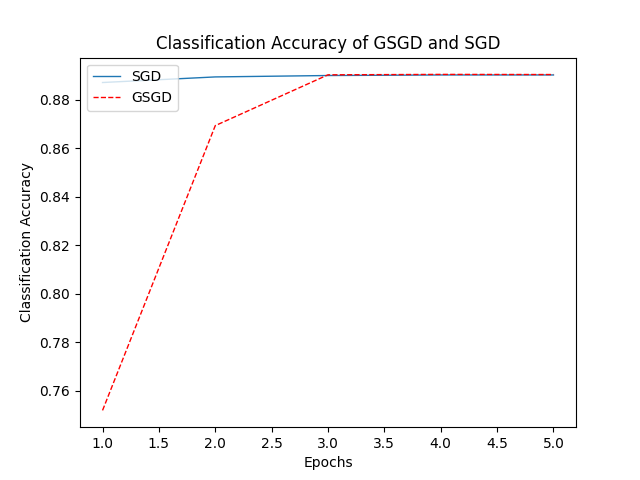 Classification Accuracy of GSGD and SGD
SGD
GSGD
Classification Accuracy
0.88
0.86
0.84
0.82
0.80
0.78
0.76
1.0 1.5 2.0 2.5 3.0 3.5 4.0 4.5 5.0
Epochs